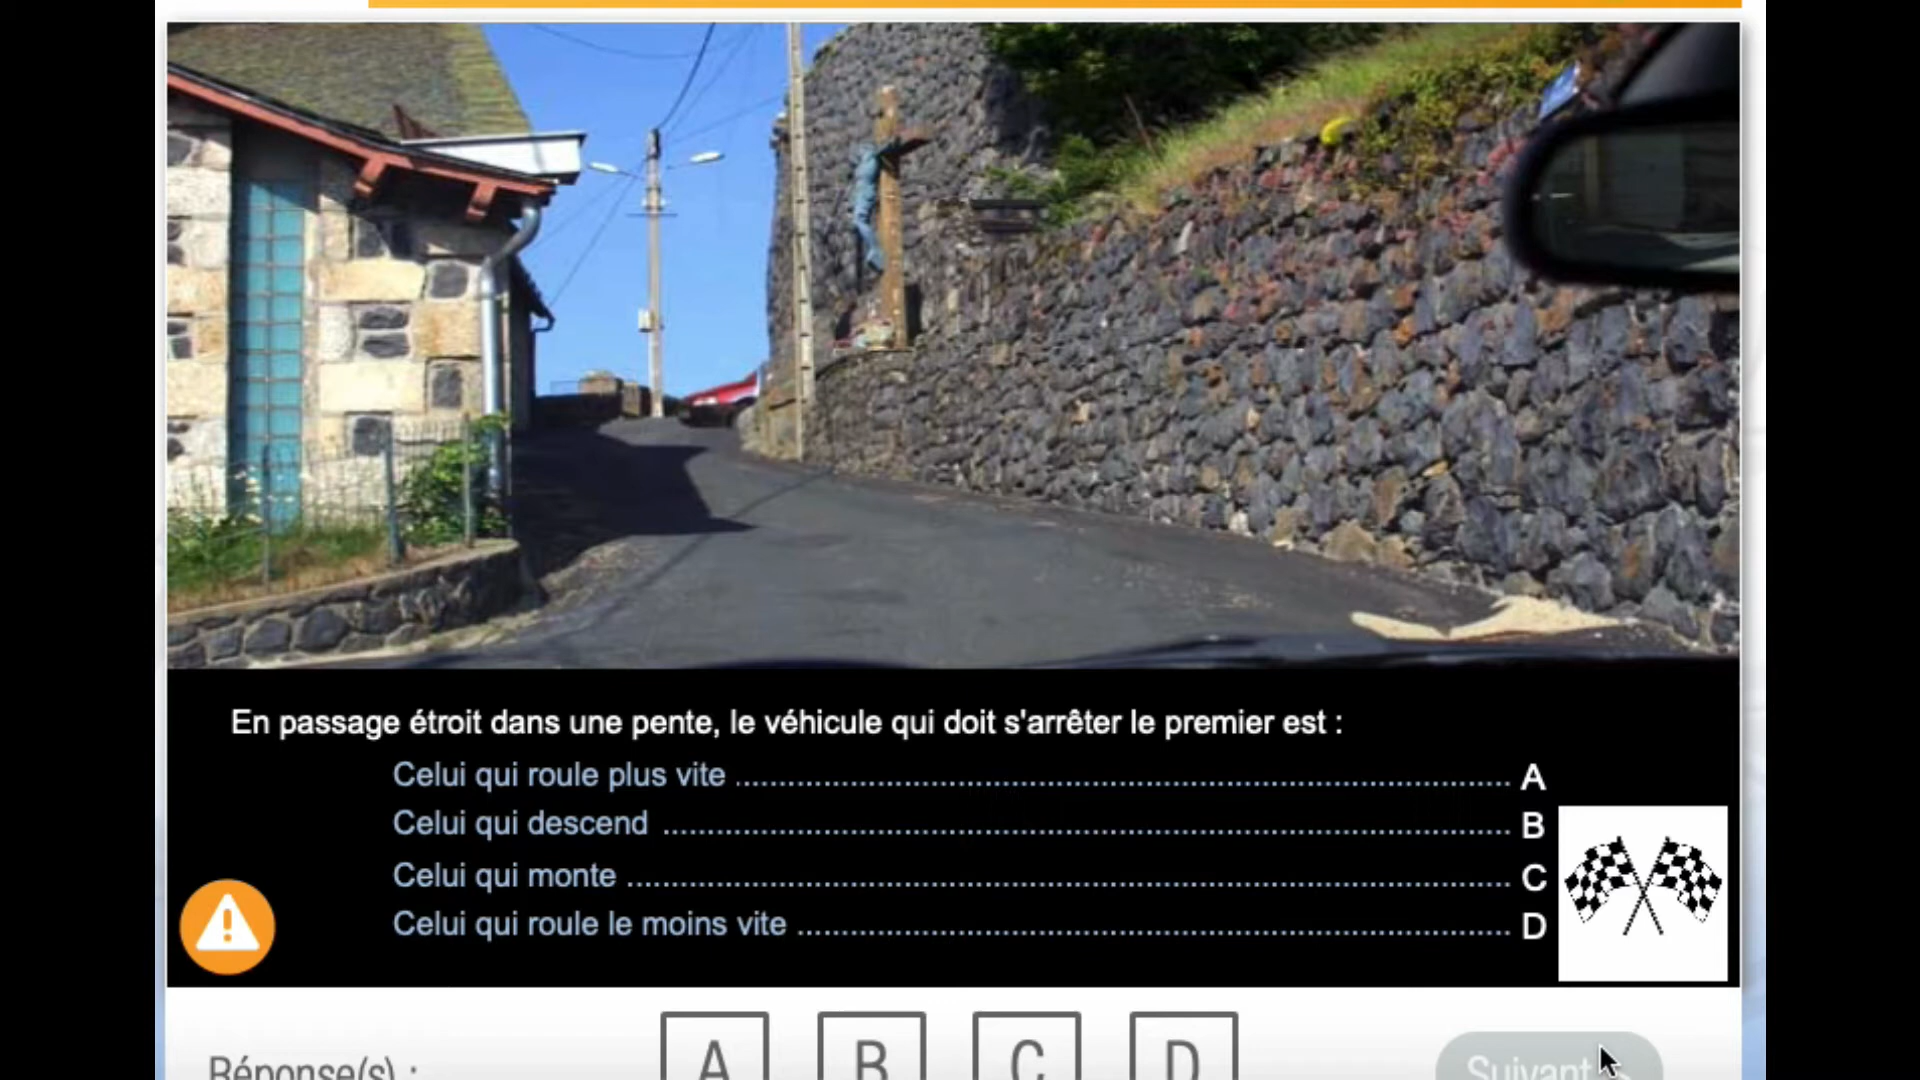 En passage étroit dans une pente, le véhicule qui doit s'arrêter le premier est :
Celui qui roule plus vite ........................................ A
Celui qui descend ........................................ B
Celui qui monte ........................................ C
Celui qui roule le moins vite ........................................ D
Réponse(s) : A B C D Suivant